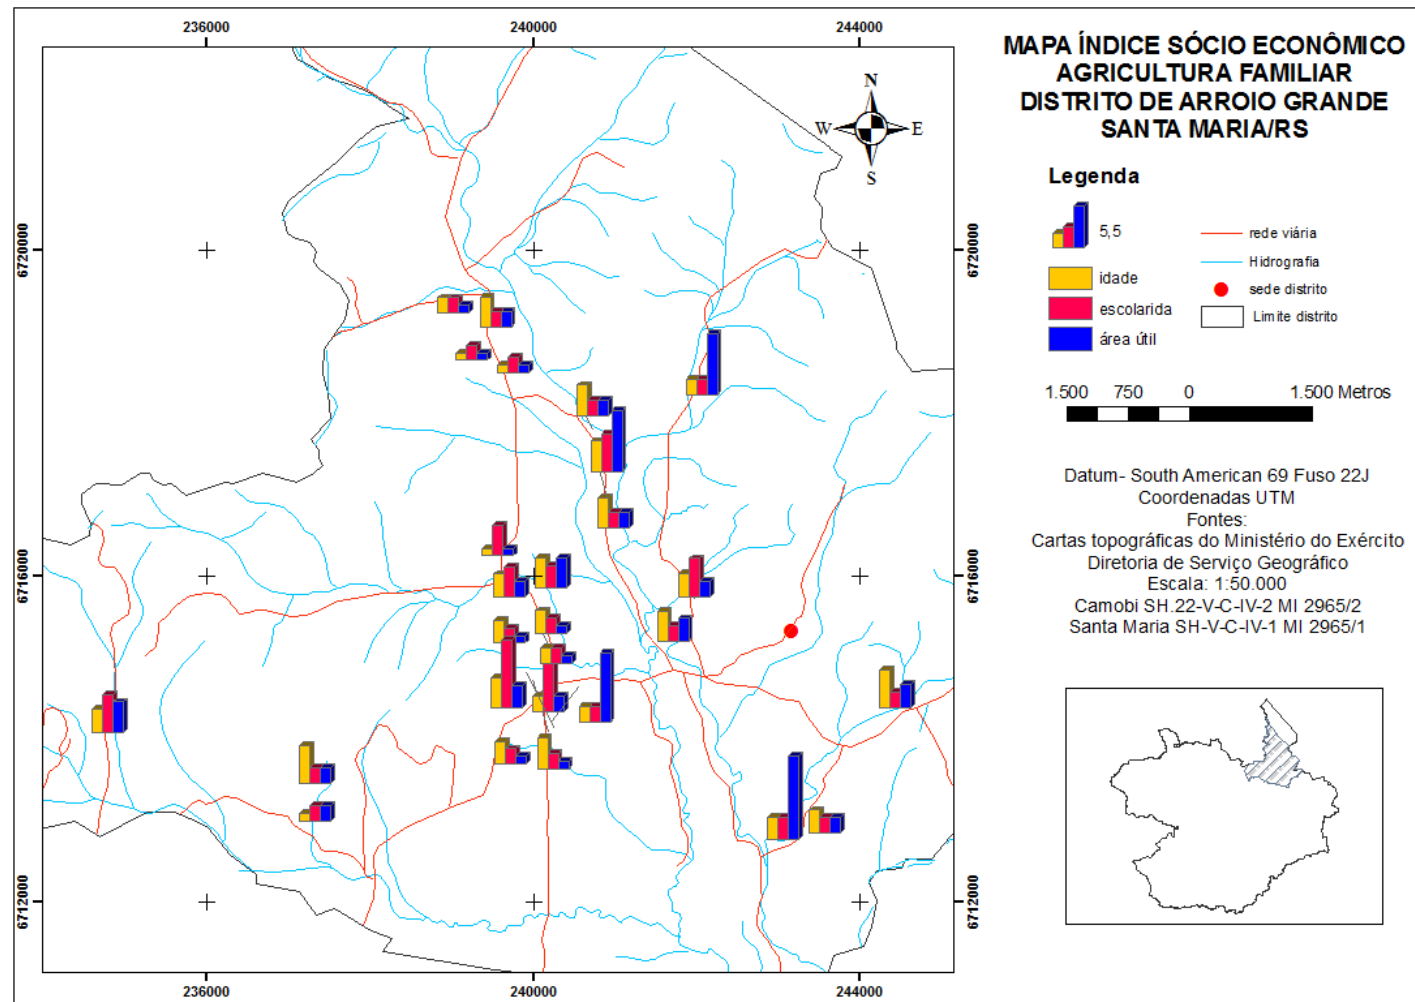 236000
240000
244000
6720000
6716000
6712000
6720000
6716000
6712000
236000
240000
244000
N
W
E
S
MAPA ÍNDICE SÓCIO ECONÔMICO
AGRICULTURA FAMILIAR
DISTRITO DE ARROIO GRANDE
SANTA MARIA/RS
Legenda
5,5
idade
escolarida
área útil
rede viária
Hidrografia
sede distrito
Limite distrito
1.500 750 0 1.500 Metros
Datum- South American 69 Fuso 22J
Coordenadas UTM
Fontes:
Cartas topográficas do Ministério do Exército
Diretoria de Serviço Geográfico
Escala: 1:50.000
Camobi SH.22-V-C-IV-2 MI 2965/2
Santa Maria SH-V-C-IV-1 MI 2965/1